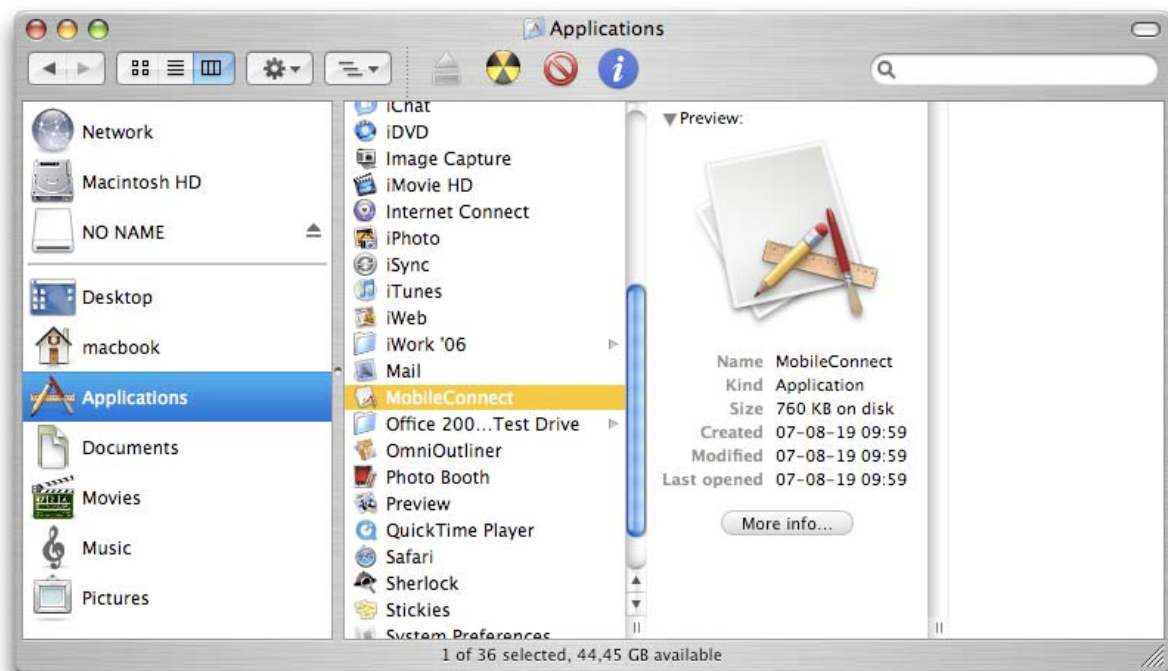 Applications
Network
Macintosh HD
NO NAME
Desktop
macbook
Applications
Documents
Movies
Music
Pictures
iChat
iDVD
Image Capture
iMovie HD
Internet Connect
iPhoto
iSync
iTunes
iWeb
iWork '06
Mail
MobileConnect
Office 200...Test Drive
OmniOutliner
Photo Booth
Preview
QuickTime Player
Safari
Sherlock
Stickies
System Preferences
Preview:
Name MobileConnect
Kind Application
Size 760 KB on disk
Created 07-08-19 09:59
Modified 07-08-19 09:59
Last opened 07-08-19 09:59
More info...
1 of 36 selected, 44,45 GB available